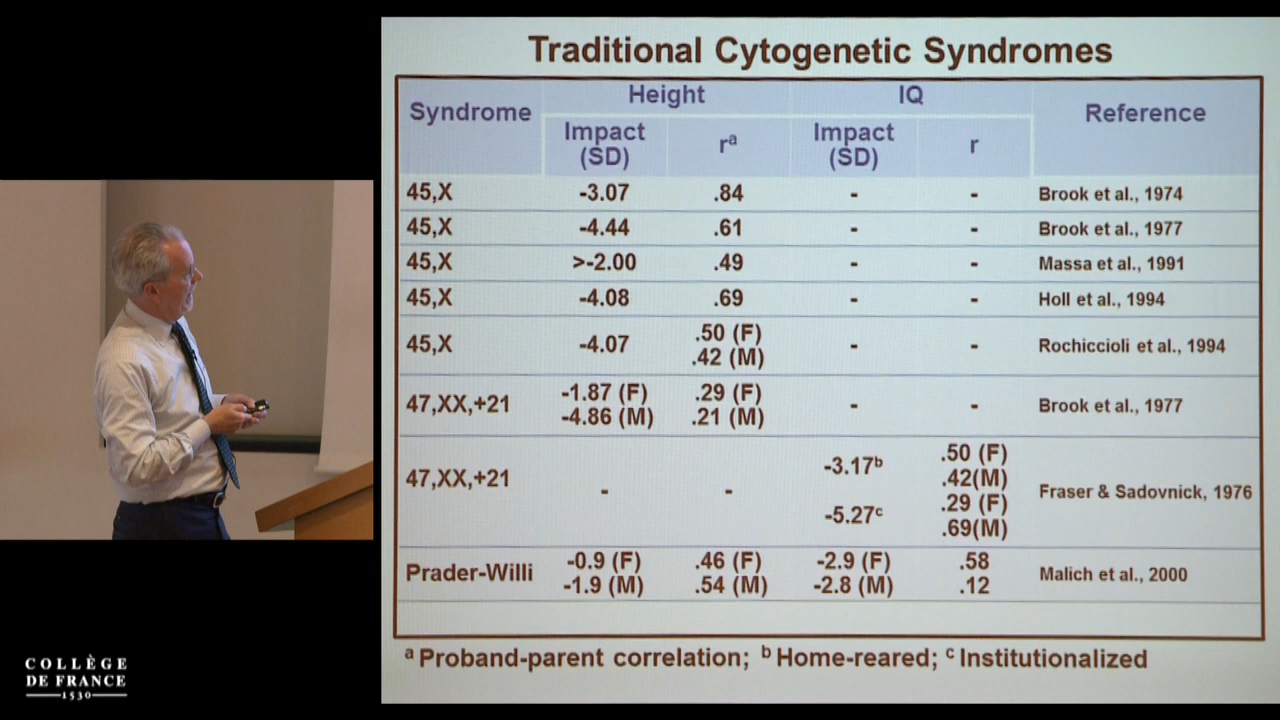 Traditional Cytogenetic Syndromes
Syndrome Height IQ Reference
Impact (SD) rᵃ Impact (SD) r
45,X -3.07 .84 - - Brook et al., 1974
45,X -4.44 .61 - - Brook et al., 1977
45,X >-2.00 .49 - - Massa et al., 1991
45,X -4.08 .69 - - Holl et al., 1994
45,X -4.07 .50 (F) .42 (M) - - Rochiccioli et al., 1994
47,XX,+21 -1.87 (F) -4.86 (M) .29 (F) .21 (M) - - Brook et al., 1977
47,XX,+21 - - -3.17ᵇ -5.27ᶜ .50 (F) .42(M) .29 (F) .69(M) Fraser & Sadovnick, 1976
Prader-Willi -0.9 (F) -1.9 (M) .46 (F) .54 (M) -2.9 (F) -2.8 (M) .58 .12 Malich et al., 2000
ᵃ Proband-parent correlation; ᵇ Home-reared; ᶜ Institutionalized
COLLÈGE
DE FRANCE
1530